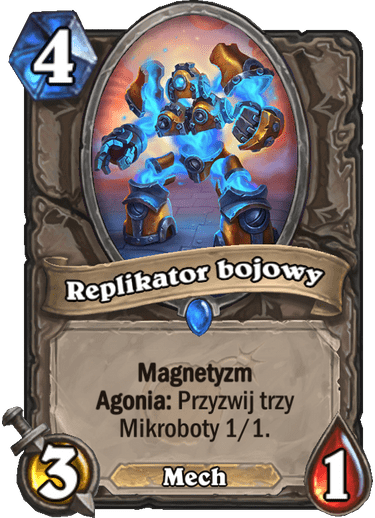 4
Replikator bojowy
Magnetyzm
Agonia: Przyzwij trzy
Mikroboty 1/1.
3
Mech
1